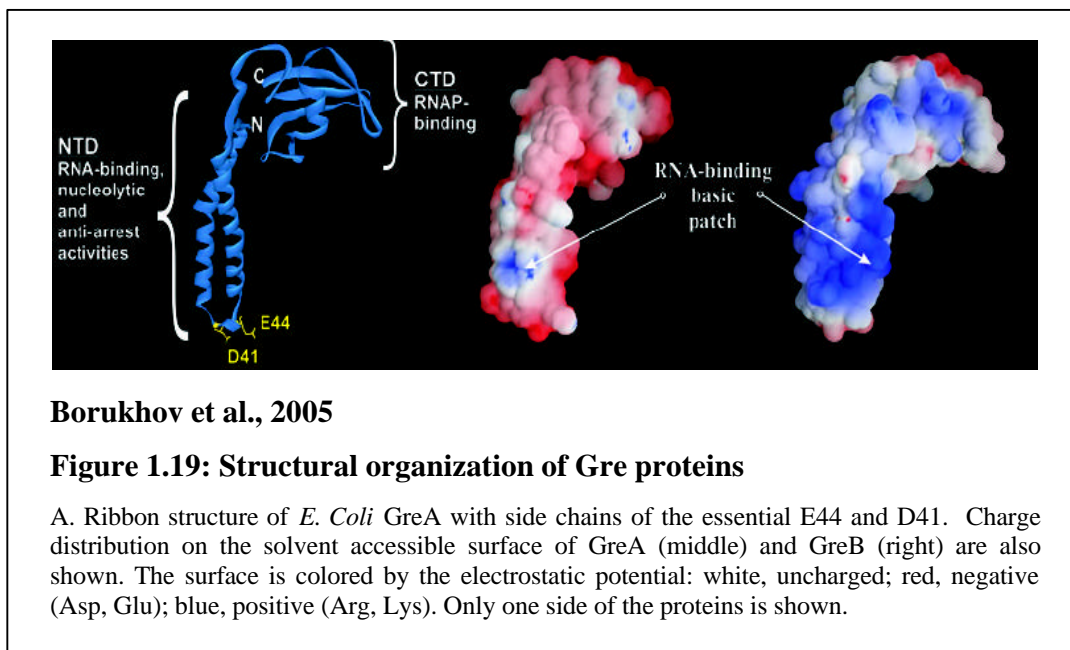 NTD
RNA-binding,
nucleolytic
and
anti-arrest
activities
C
N
E44
D41
CTD
RNAP-
binding
RNA-binding
basic
patch
Borukhov et al., 2005
Figure 1.19: Structural organization of Gre proteins
A. Ribbon structure of E. Coli GreA with side chains of the essential E44 and D41. Charge
distribution on the solvent accessible surface of GreA (middle) and GreB (right) are also
shown. The surface is colored by the electrostatic potential: white, uncharged; red, negative
(Asp, Glu); blue, positive (Arg, Lys). Only one side of the proteins is shown.